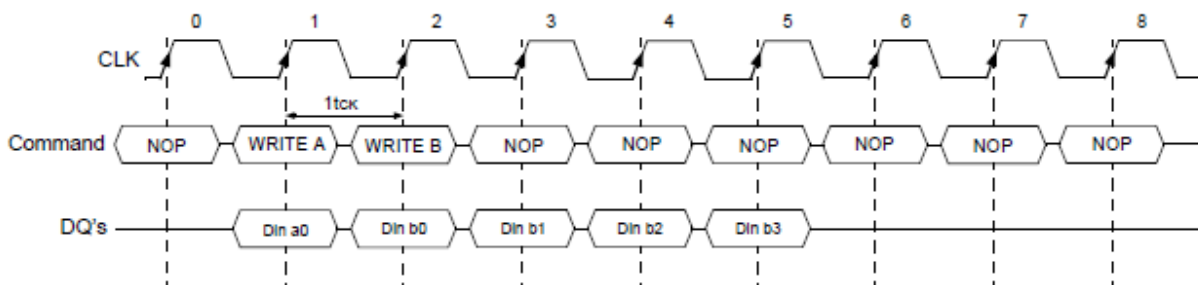 0 1 2 3 4 5 6 7 8
CLK
1tCK
Command NOP WRITE A WRITE B NOP NOP NOP NOP NOP NOP
DQ's Din a0 Din b0 Din b1 Din b2 Din b3